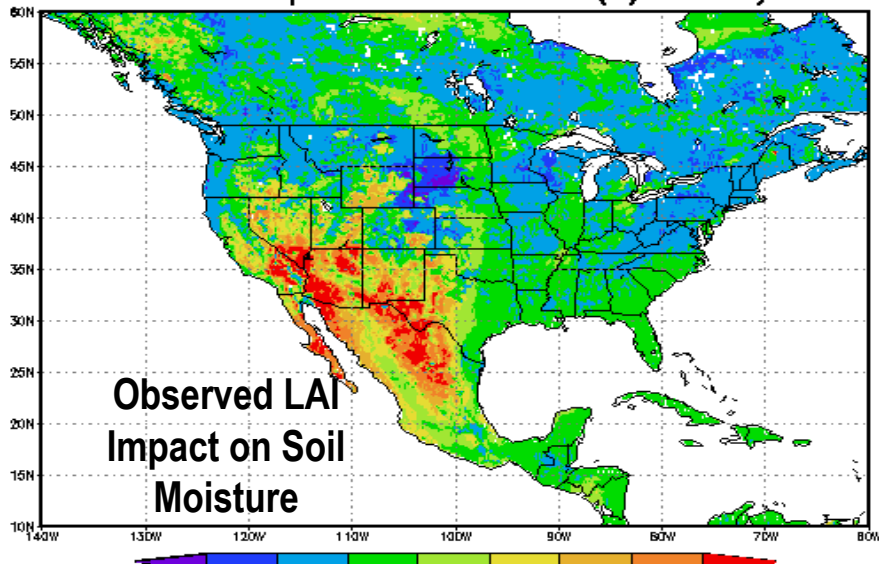 60N
55N
50N
45N
40N
35N
30N
25N
20N
15N
10N
Observed LAI
Impact on Soil
Moisture
140W 130W 120W 110W 100W 90W 80W 70W 80W